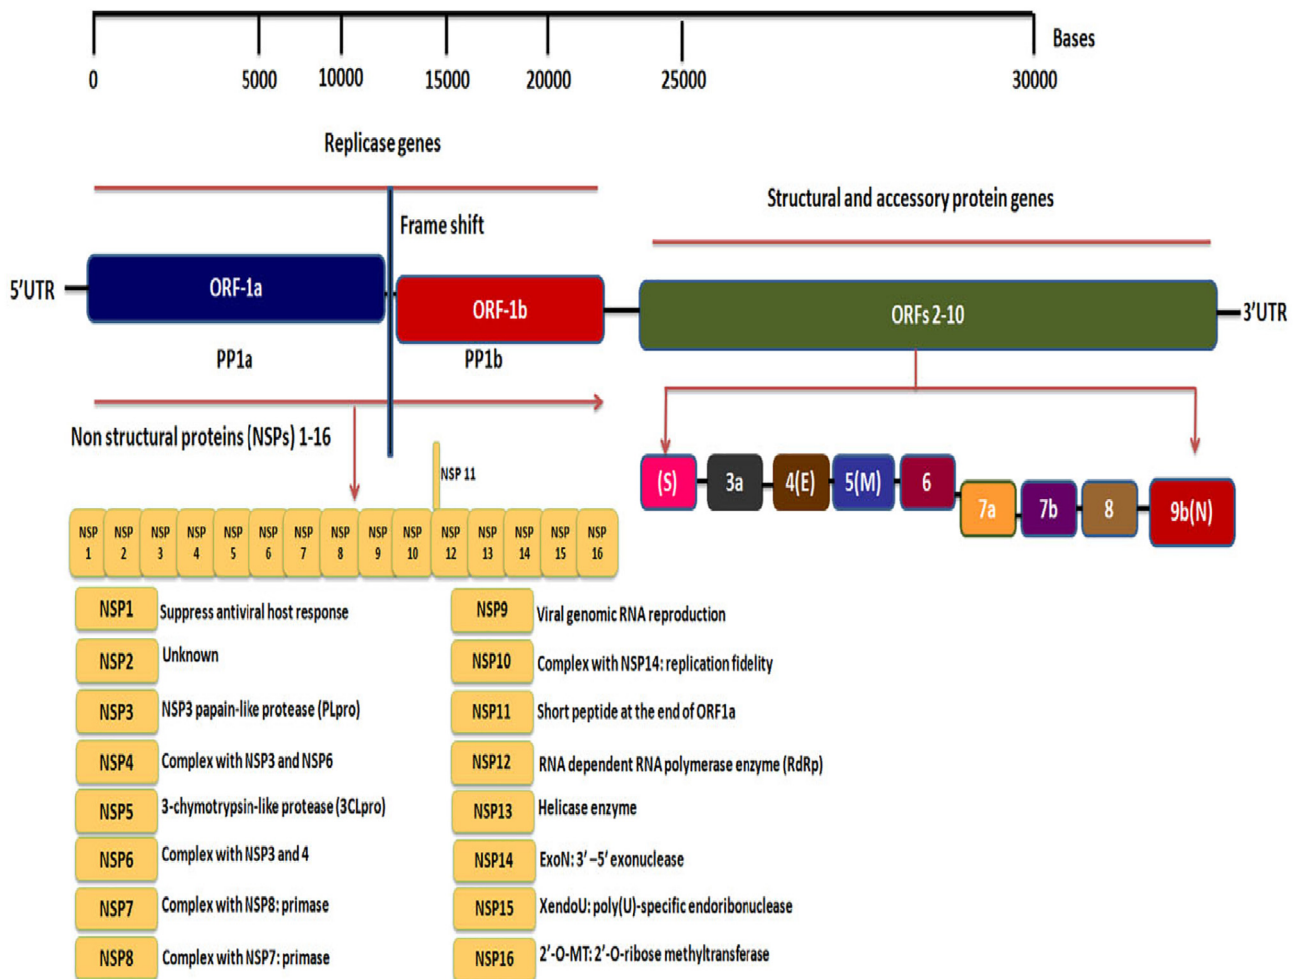 Bases
0 5000 10000 15000 20000 25000 30000
Replicase genes
Structural and accessory protein genes
Frame shift
5'UTR
ORF-1a
ORF-1b
ORFs 2-10
3'UTR
PP1a
PP1b
Non structural proteins (NSPs) 1-16
NSP 11
(S)
3a
4(E)
5(M)
6
7a
7b
8
9b(N)
NSP 1
NSP 2
NSP 3
NSP 4
NSP 5
NSP 6
NSP 7
NSP 8
NSP 9
NSP 10
NSP 12
NSP 13
NSP 14
NSP 15
NSP 16
NSP1 Suppress antiviral host response
NSP2 Unknown
NSP3 NSP3 papain-like protease (PLpro)
NSP4 Complex with NSP3 and NSP6
NSP5 3-chymotrypsin-like protease (3CLpro)
NSP6 Complex with NSP3 and 4
NSP7 Complex with NSP8: primase
NSP8 Complex with NSP7: primase
NSP9 Viral genomic RNA reproduction
NSP10 Complex with NSP14: replication fidelity
NSP11 Short peptide at the end of ORF1a
NSP12 RNA dependent RNA polymerase enzyme (RdRp)
NSP13 Helicase enzyme
NSP14 ExoN: 3′ –5′ exonuclease
NSP15 XendoU: poly(U)-specific endoribonuclease
NSP16 2′-O-MT: 2′-O-ribose methyltransferase